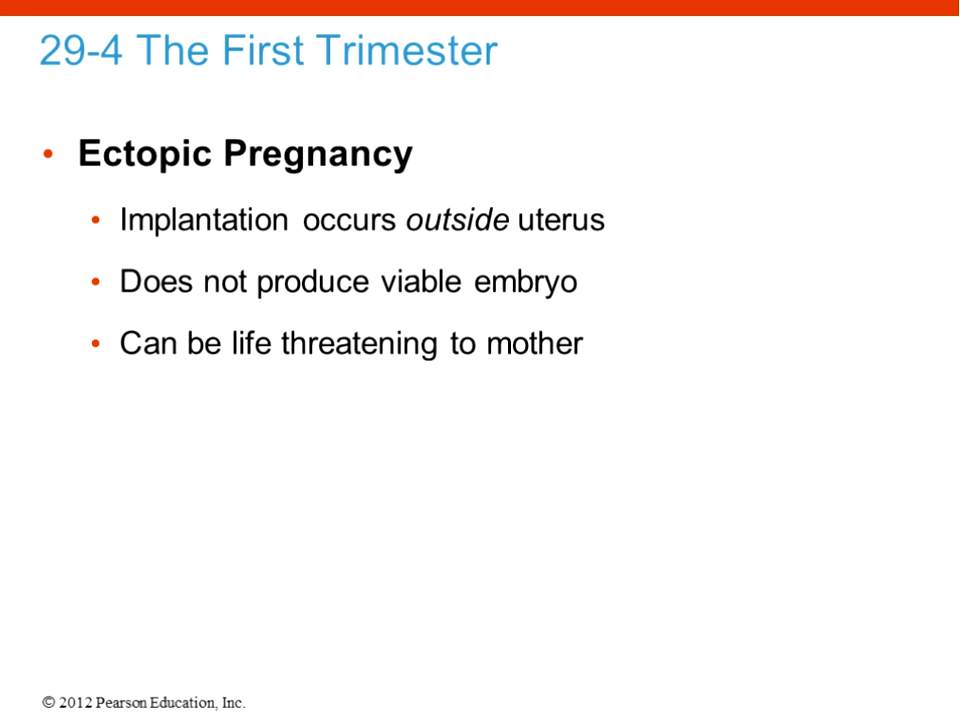 29-4 The First Trimester
• Ectopic Pregnancy
• Implantation occurs outside uterus
• Does not produce viable embryo
• Can be life threatening to mother
© 2012 Pearson Education, Inc.